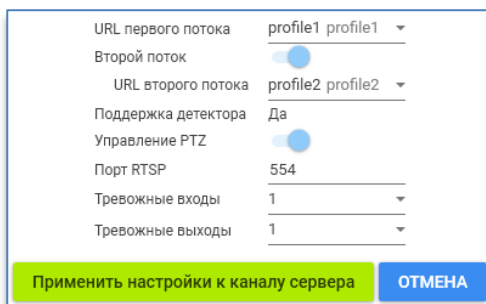 URL первого потока profile1 profile1
Второй поток
URL второго потока profile2 profile2
Поддержка детектора Да
Управление PTZ
Порт RTSP 554
Тревожные входы 1
Тревожные выходы 1
Применить настройки к каналу сервера ОТМЕНА